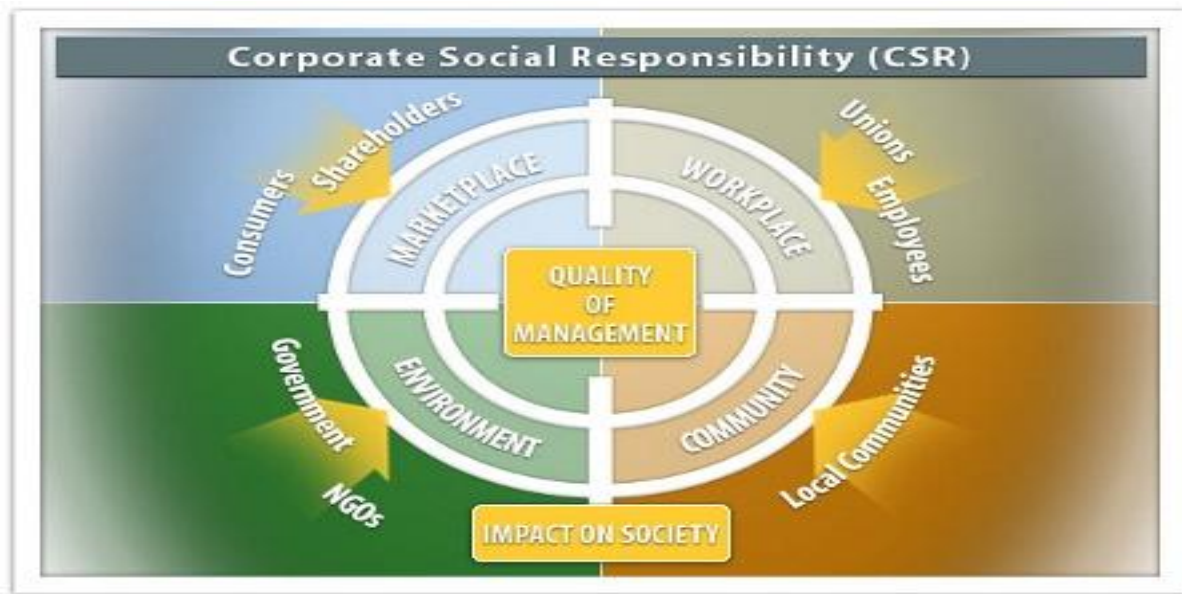 Corporate Social Responsibility (CSR)
Consumers
Shareholders
MARKETPLACE
WORKPLACE
Unions
Employees
QUALITY
OF
MANAGEMENT
Government
NGOs
ENVIRONMENT
COMMUNITY
Local Communities
IMPACT ON SOCIETY